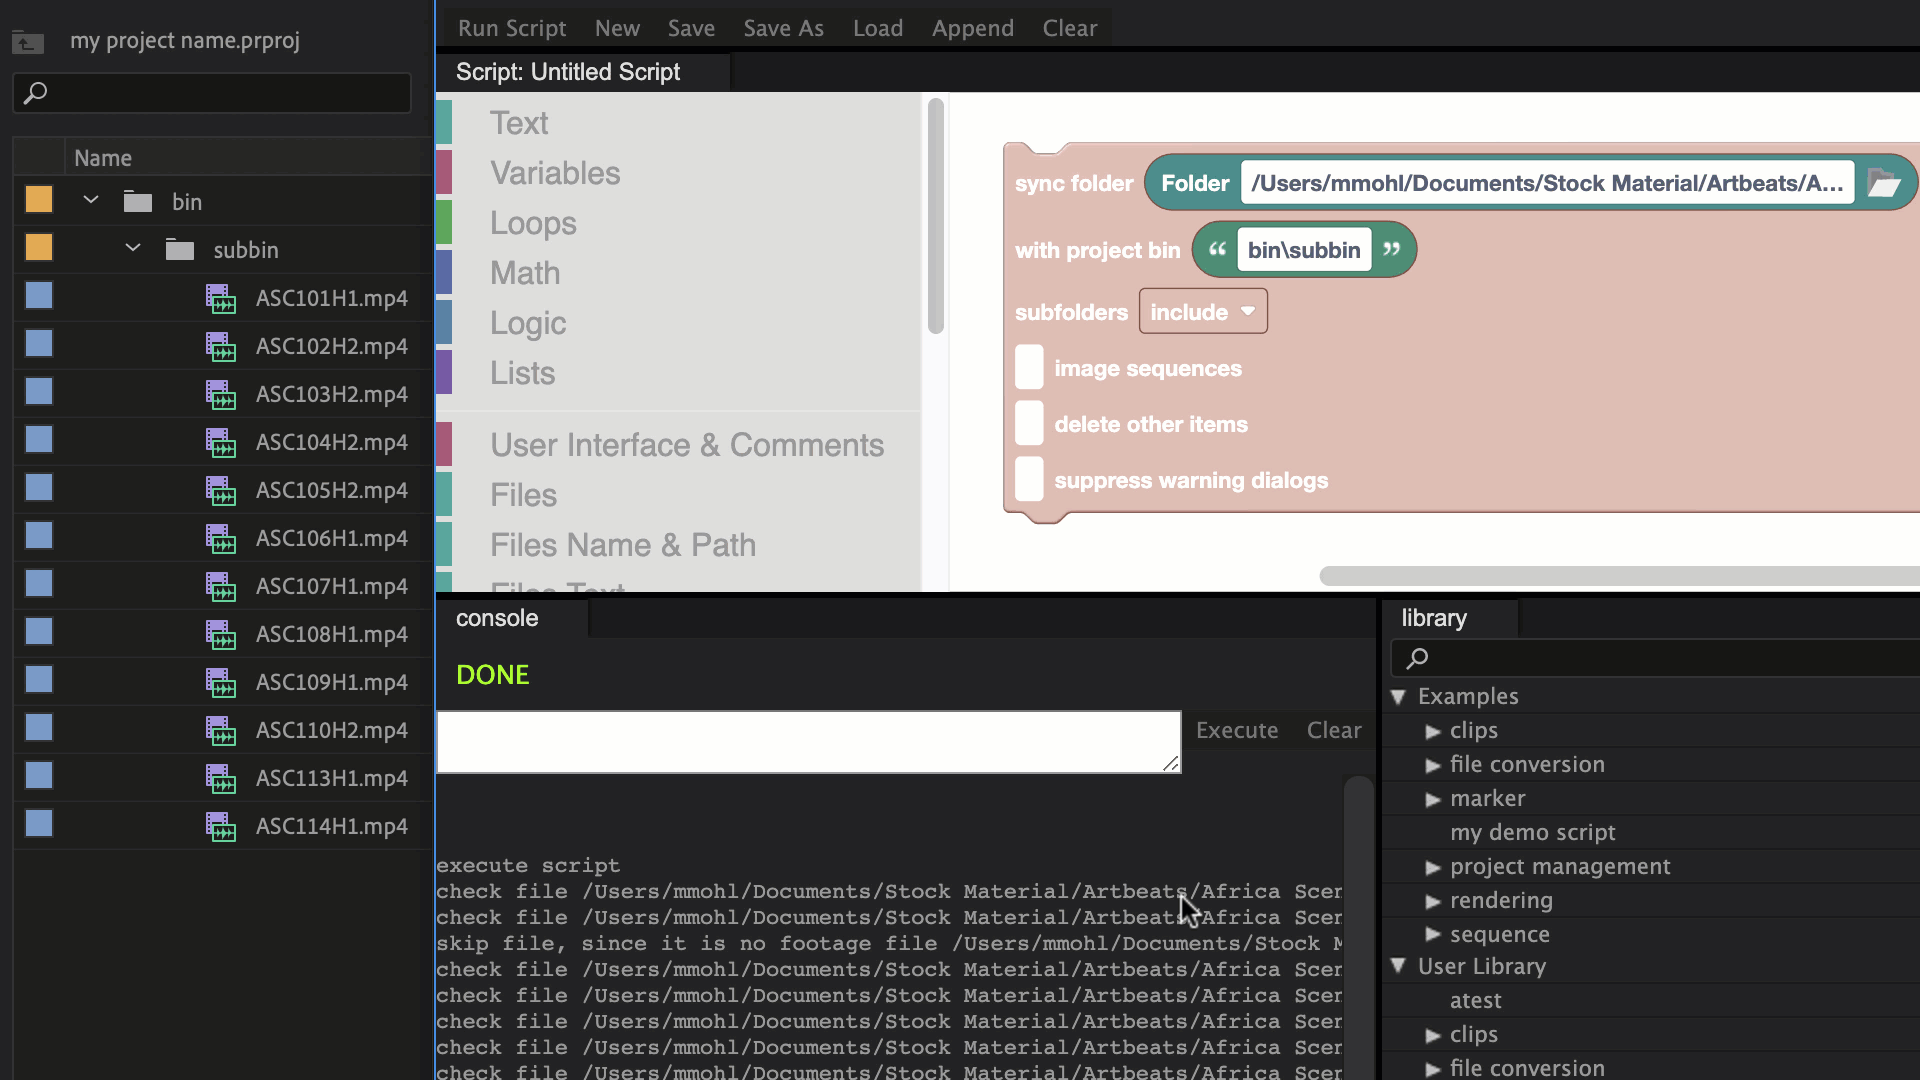 my project name.prproj
Name
bin
subbin
ASC101H1.mp4
ASC102H2.mp4
ASC103H2.mp4
ASC104H2.mp4
ASC105H2.mp4
ASC106H1.mp4
ASC107H1.mp4
ASC108H1.mp4
ASC109H1.mp4
ASC110H2.mp4
ASC113H1.mp4
ASC114H1.mp4
Run Script New Save Save As Load Append Clear
Script: Untitled Script
Text
Variables
Loops
Math
Logic
Lists
User Interface & Comments
Files
Files Name & Path
Files Text
sync folder Folder /Users/mmohl/Documents/Stock Material/Artbeats/A...
with project bin “ bin\subbin ”
subfolders include
image sequences
delete other items
suppress warning dialogs
console
DONE
Execute Clear
execute script
check file /Users/mmohl/Documents/Stock Material/Artbeats/Africa Scen
check file /Users/mmohl/Documents/Stock Material/Artbeats/Africa Scen
skip file, since it is no footage file /Users/mmohl/Documents/Stock M
check file /Users/mmohl/Documents/Stock Material/Artbeats/Africa Scen
check file /Users/mmohl/Documents/Stock Material/Artbeats/Africa Scen
check file /Users/mmohl/Documents/Stock Material/Artbeats/Africa Scen
check file /Users/mmohl/Documents/Stock Material/Artbeats/Africa Scen
check file /Users/mmohl/Documents/Stock Material/Artbeats/Africa Scen
library
Examples
clips
file conversion
marker
my demo script
project management
rendering
sequence
User Library
atest
clips
file conversion